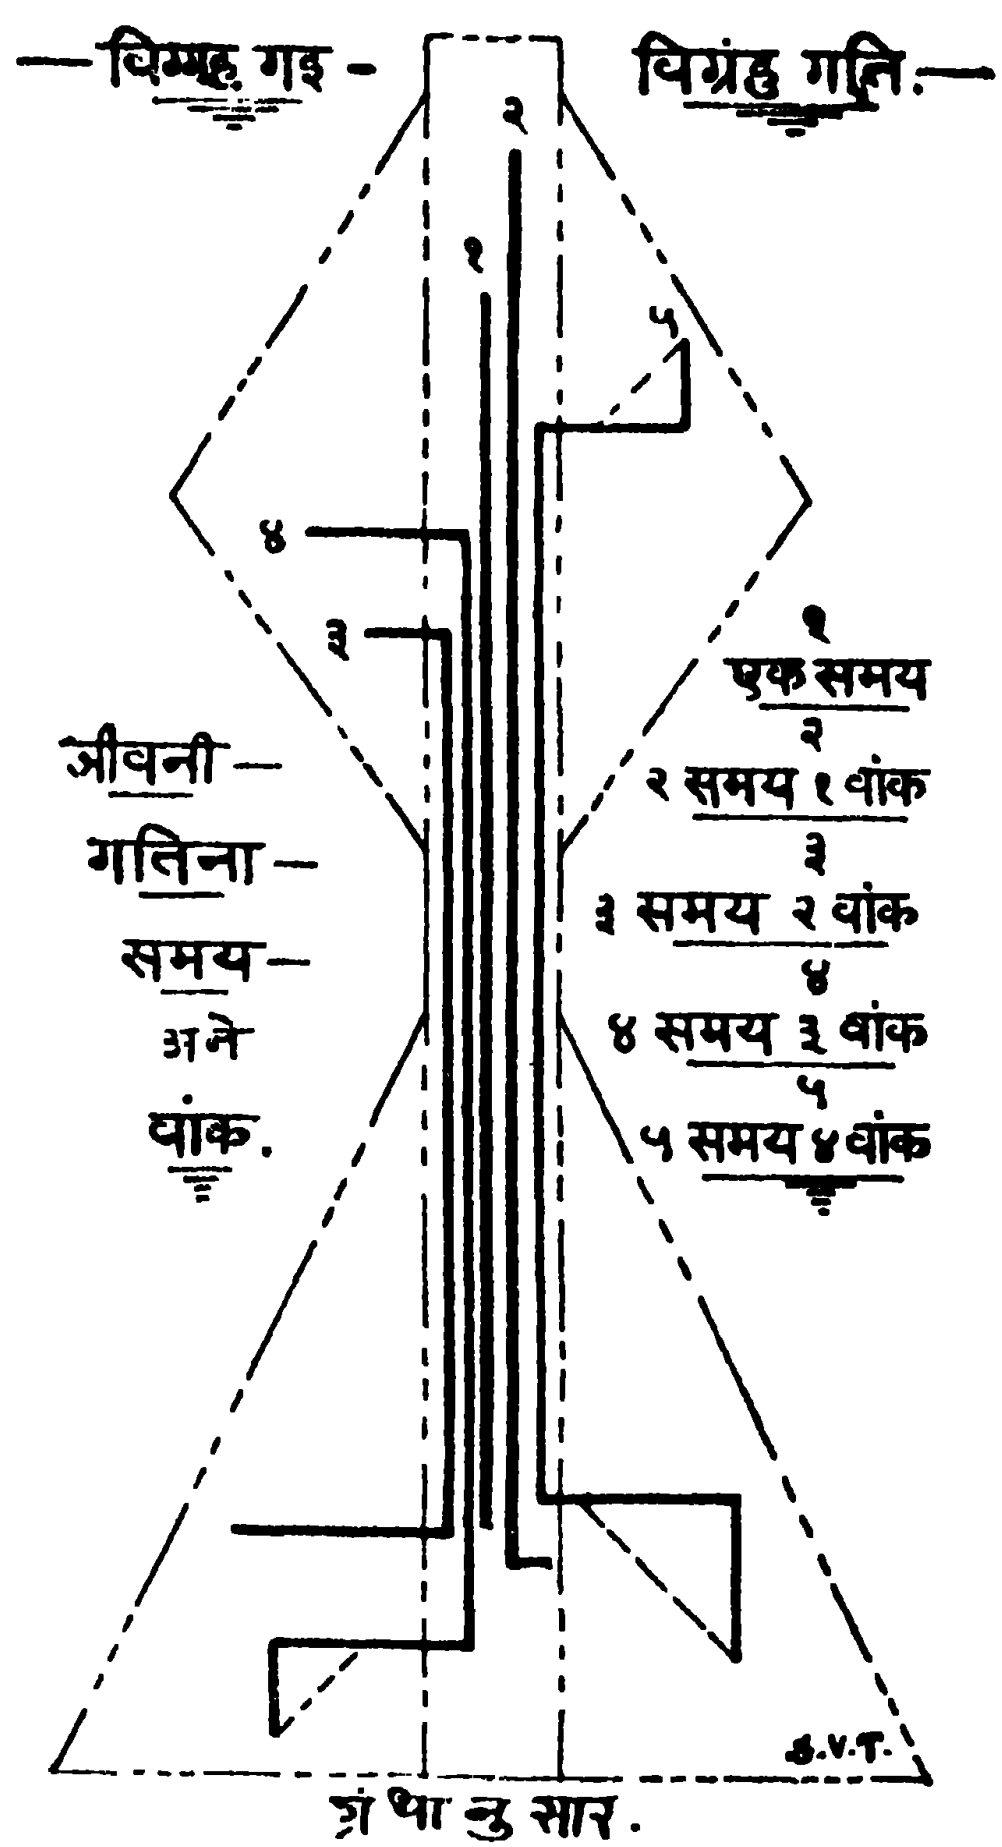 — विग्गह गइ -
विग्रह गति. —
२
१
५
४
३
१
एक समय
२
२ समय १ वांक
३
३ समय २ वांक
४
४ समय ३ वांक
५
५ समय ४ वांक
जीवनी —
गतिना —
समय —
अने
वांक.
S.V.T.
ग्रंथानुसार.